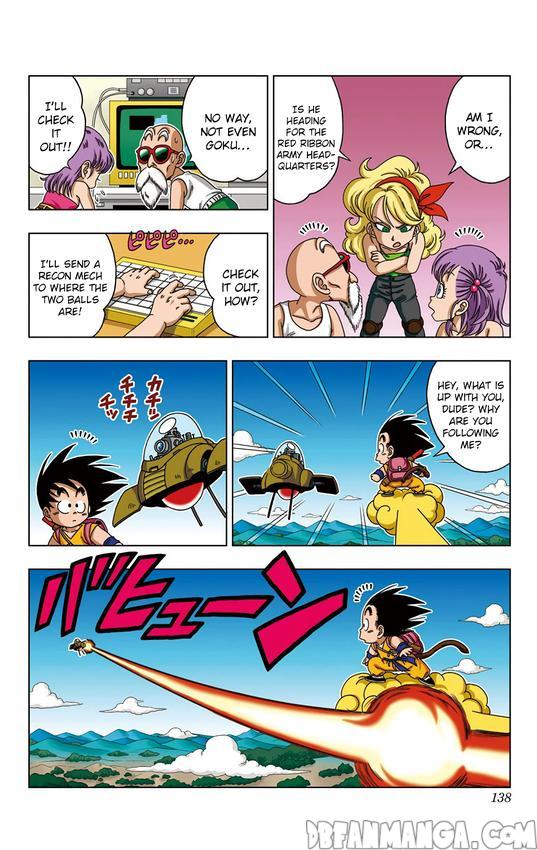 AM I
WRONG,
OR...
IS HE
HEADING
FOR THE
RED RIBBON
ARMY HEAD-
QUARTERS?
NO WAY,
NOT EVEN
GOKU...
I'LL
CHECK
IT
OUT!!
ピピピ...
CHECK
IT OUT,
HOW?
I'LL SEND A
RECON MECH
TO WHERE THE
TWO BALLS
ARE!
HEY, WHAT IS
UP WITH YOU,
DUDE? WHY
ARE YOU
FOLLOWING
ME?
カチッ
チチチ
チッ
バヒューン
138
DBFANMANGA.COM